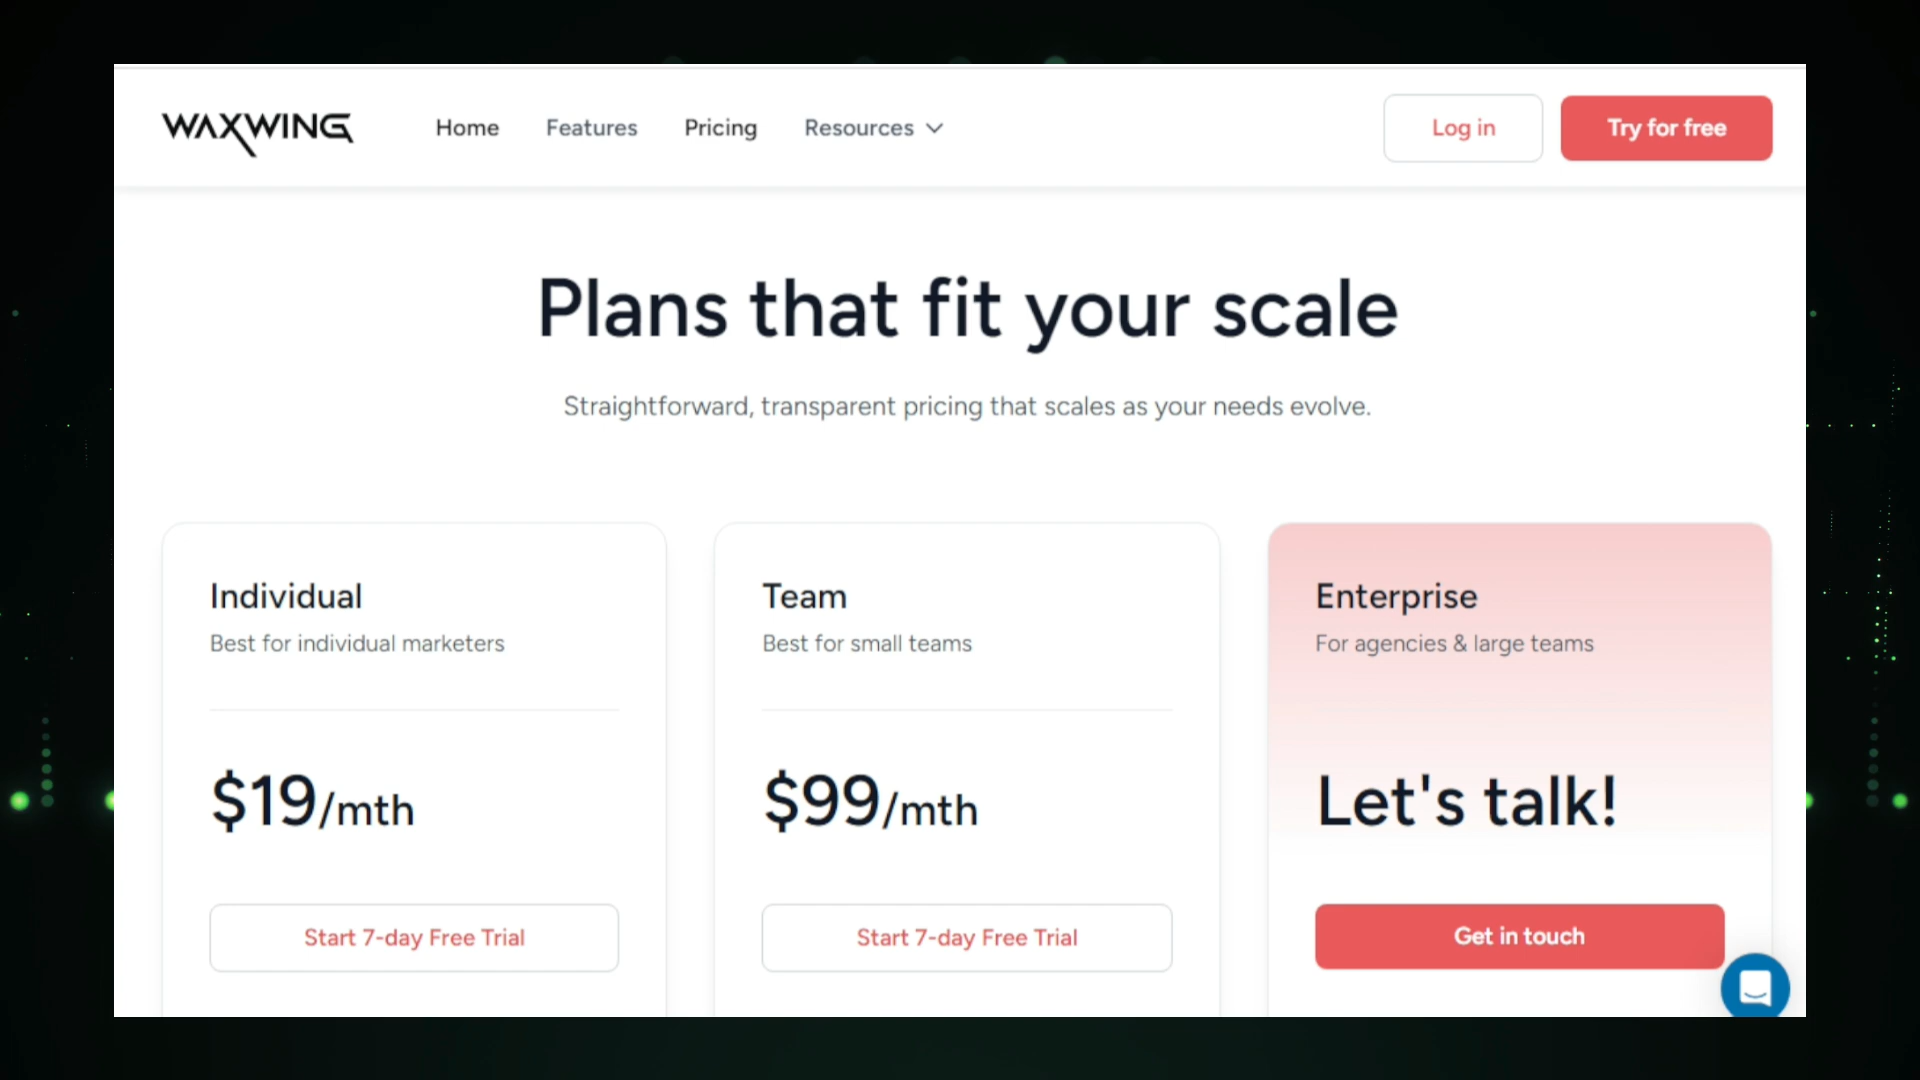 WAXWING Home Features Pricing Resources Log in Try for free
Plans that fit your scale
Straightforward, transparent pricing that scales as your needs evolve.
Individual
Best for individual marketers
$19/mth
Start 7-day Free Trial
Team
Best for small teams
$99/mth
Start 7-day Free Trial
Enterprise
For agencies & large teams
Let's talk!
Get in touch